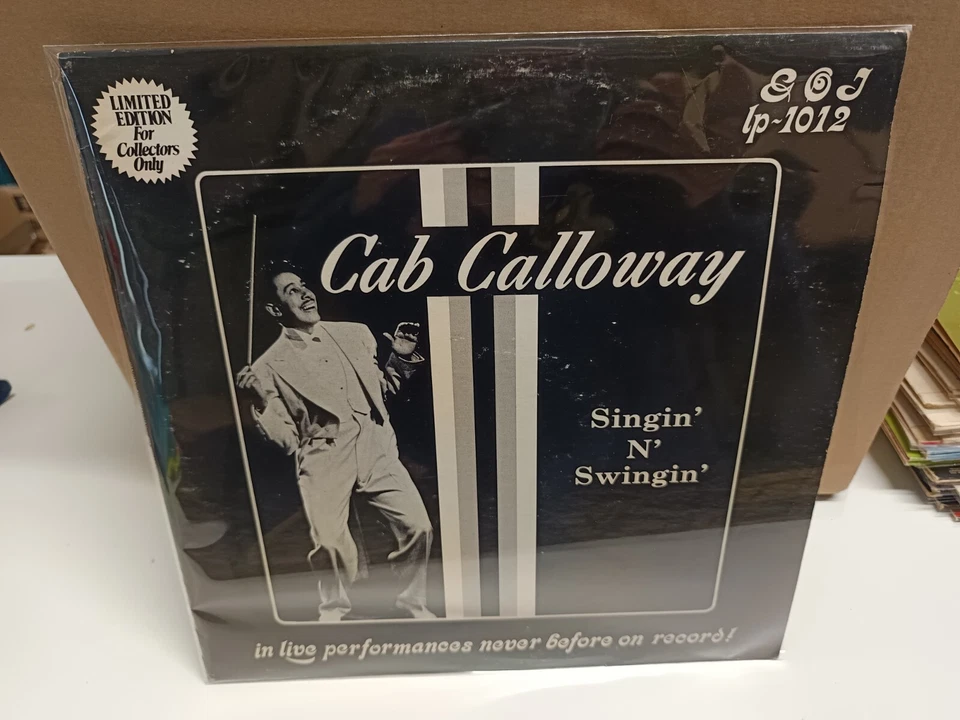 LIMITED
EDITION
For
Collectors
Only
G O J
lp-1012
Cab Calloway
Singin'
N'
Swingin'
in live performances never before on record!